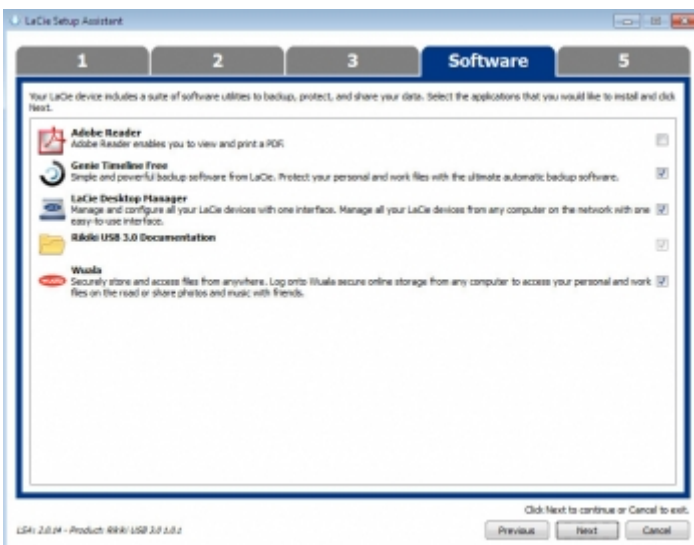 LaCie Setup Assistant
1 2 3 Software 5
Your LaCie device includes a suite of software utilities to backup, protect, and share your data. Select the applications that you would like to install and click
Next.
Adobe Reader
Adobe Reader enables you to view and print a PDF.
Genie Timeline Free
Simple and powerful backup software from LaCie. Protect your personal and work files with the ultimate automatic backup software.
LaCie Desktop Manager
Manage and configure all your LaCie devices with one interface. Manage all your LaCie devices from any computer on the network with one
easy-to-use interface.
Rikiki USB 3.0 Documentation
wuala
Wuala
Securely store and access files from anywhere. Log onto Wuala secure online storage from any computer to access your personal and work
files on the road or share photos and music with friends.
Click Next to continue or Cancel to exit.
LSA: 2.0.14 - Product: Rikiki USB 3.0 1.0.1
Previous Next Cancel